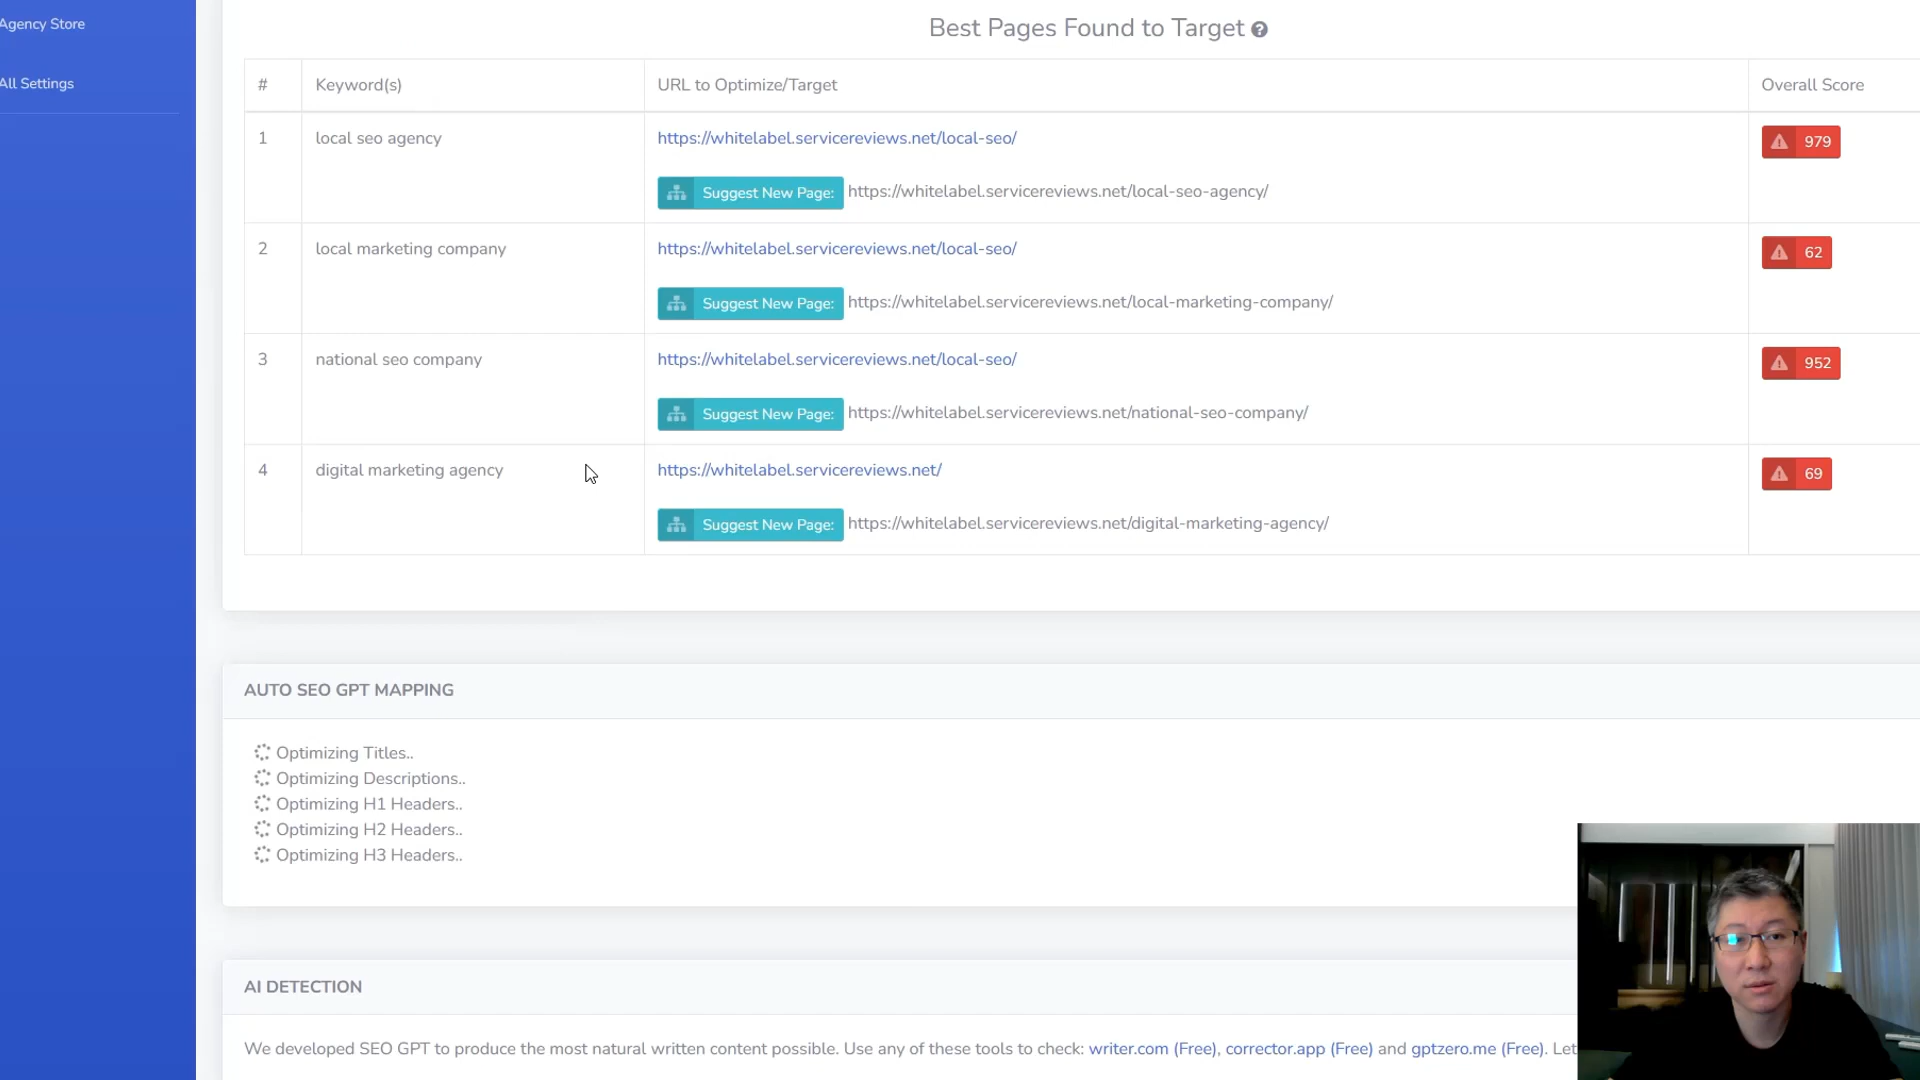 Agency Store
All Settings
Best Pages Found to Target
# Keyword(s) URL to Optimize/Target Overall Score
1 local seo agency https://whitelabel.servicereviews.net/local-seo/ 979
Suggest New Page: https://whitelabel.servicereviews.net/local-seo-agency/
2 local marketing company https://whitelabel.servicereviews.net/local-seo/ 62
Suggest New Page: https://whitelabel.servicereviews.net/local-marketing-company/
3 national seo company https://whitelabel.servicereviews.net/local-seo/ 952
Suggest New Page: https://whitelabel.servicereviews.net/national-seo-company/
4 digital marketing agency https://whitelabel.servicereviews.net/ 69
Suggest New Page: https://whitelabel.servicereviews.net/digital-marketing-agency/
AUTO SEO GPT MAPPING
Optimizing Titles..
Optimizing Descriptions..
Optimizing H1 Headers..
Optimizing H2 Headers..
Optimizing H3 Headers..
AI DETECTION
We developed SEO GPT to produce the most natural written content possible. Use any of these tools to check: writer.com (Free), corrector.app (Free) and gptzero.me (Free). Let